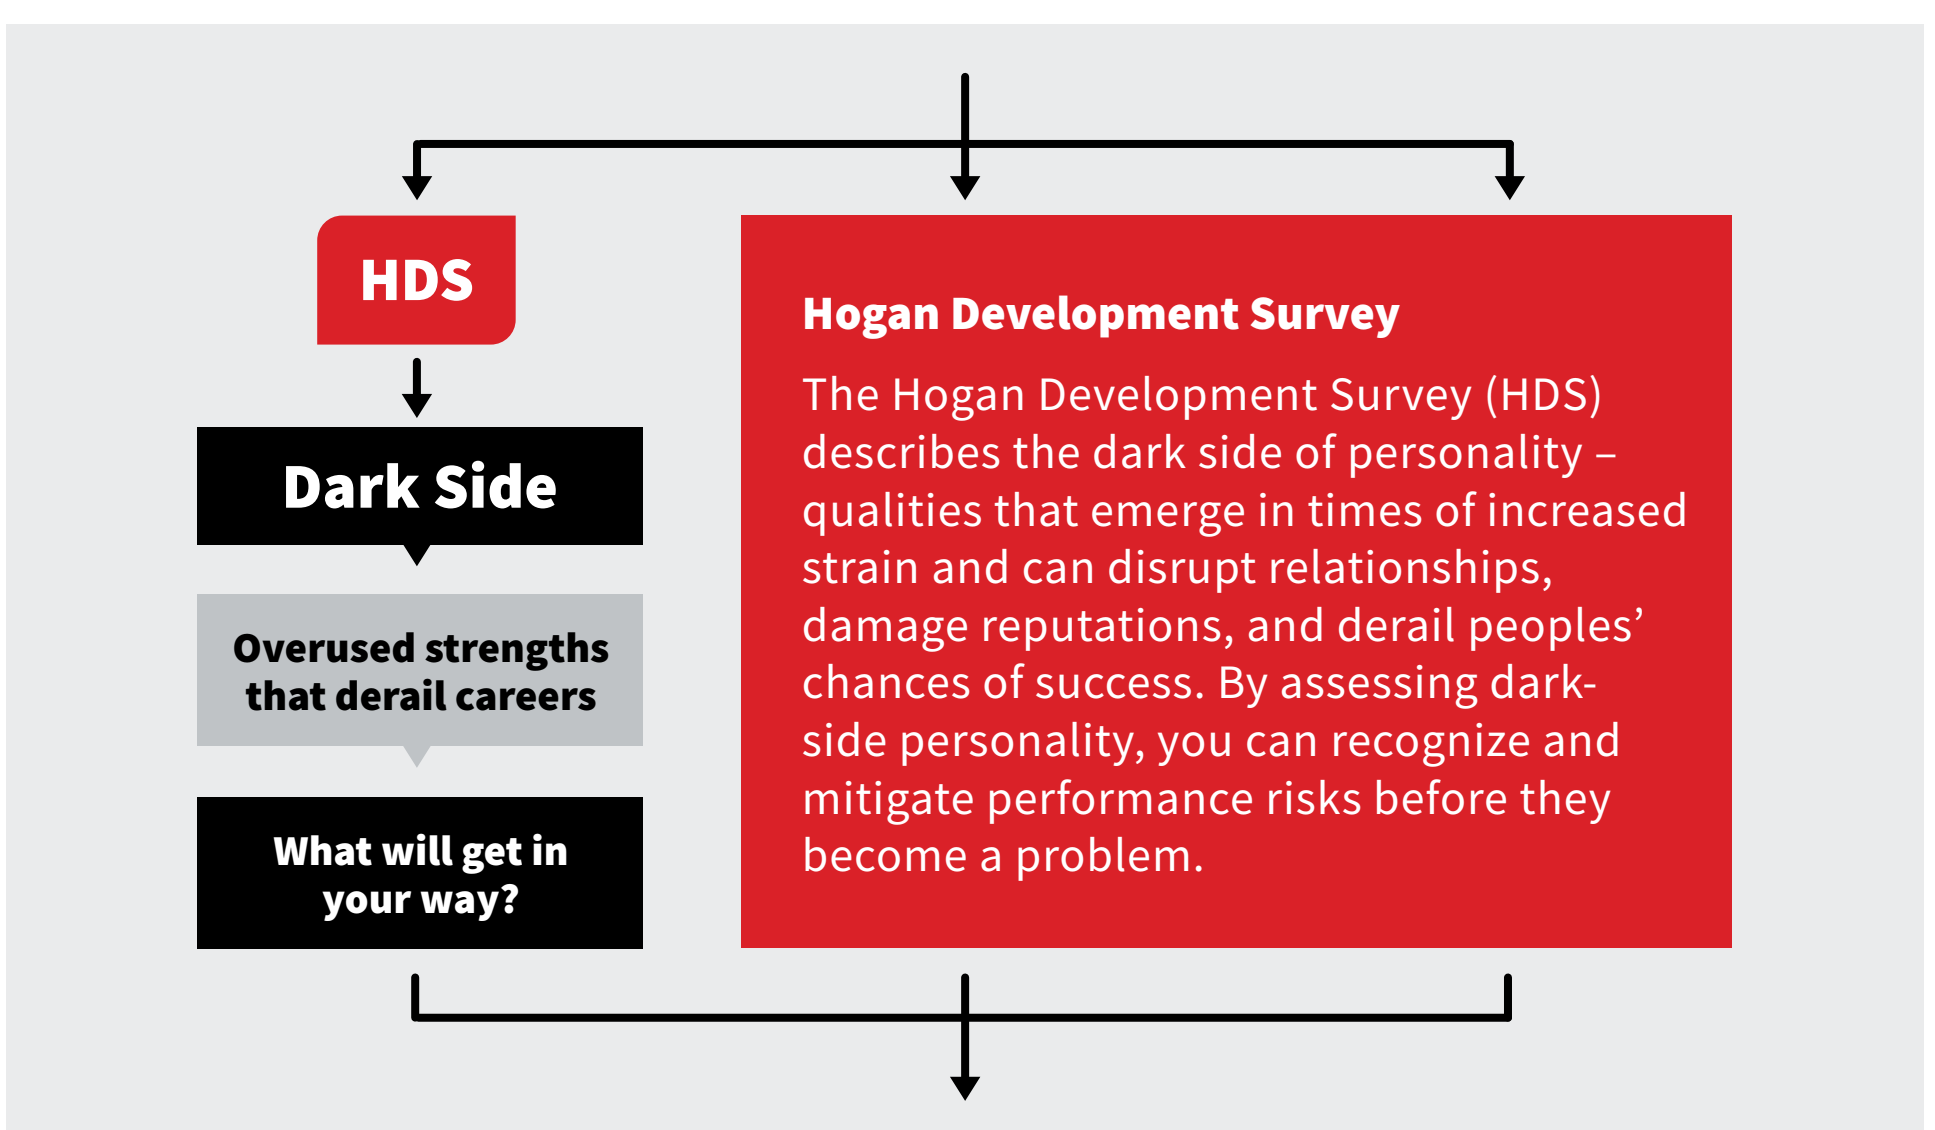 HDS
Dark Side
Overused strengths
that derail careers
What will get in
your way?
Hogan Development Survey
The Hogan Development Survey (HDS)
describes the dark side of personality –
qualities that emerge in times of increased
strain and can disrupt relationships,
damage reputations, and derail peoples’
chances of success. By assessing dark-
side personality, you can recognize and
mitigate performance risks before they
become a problem.